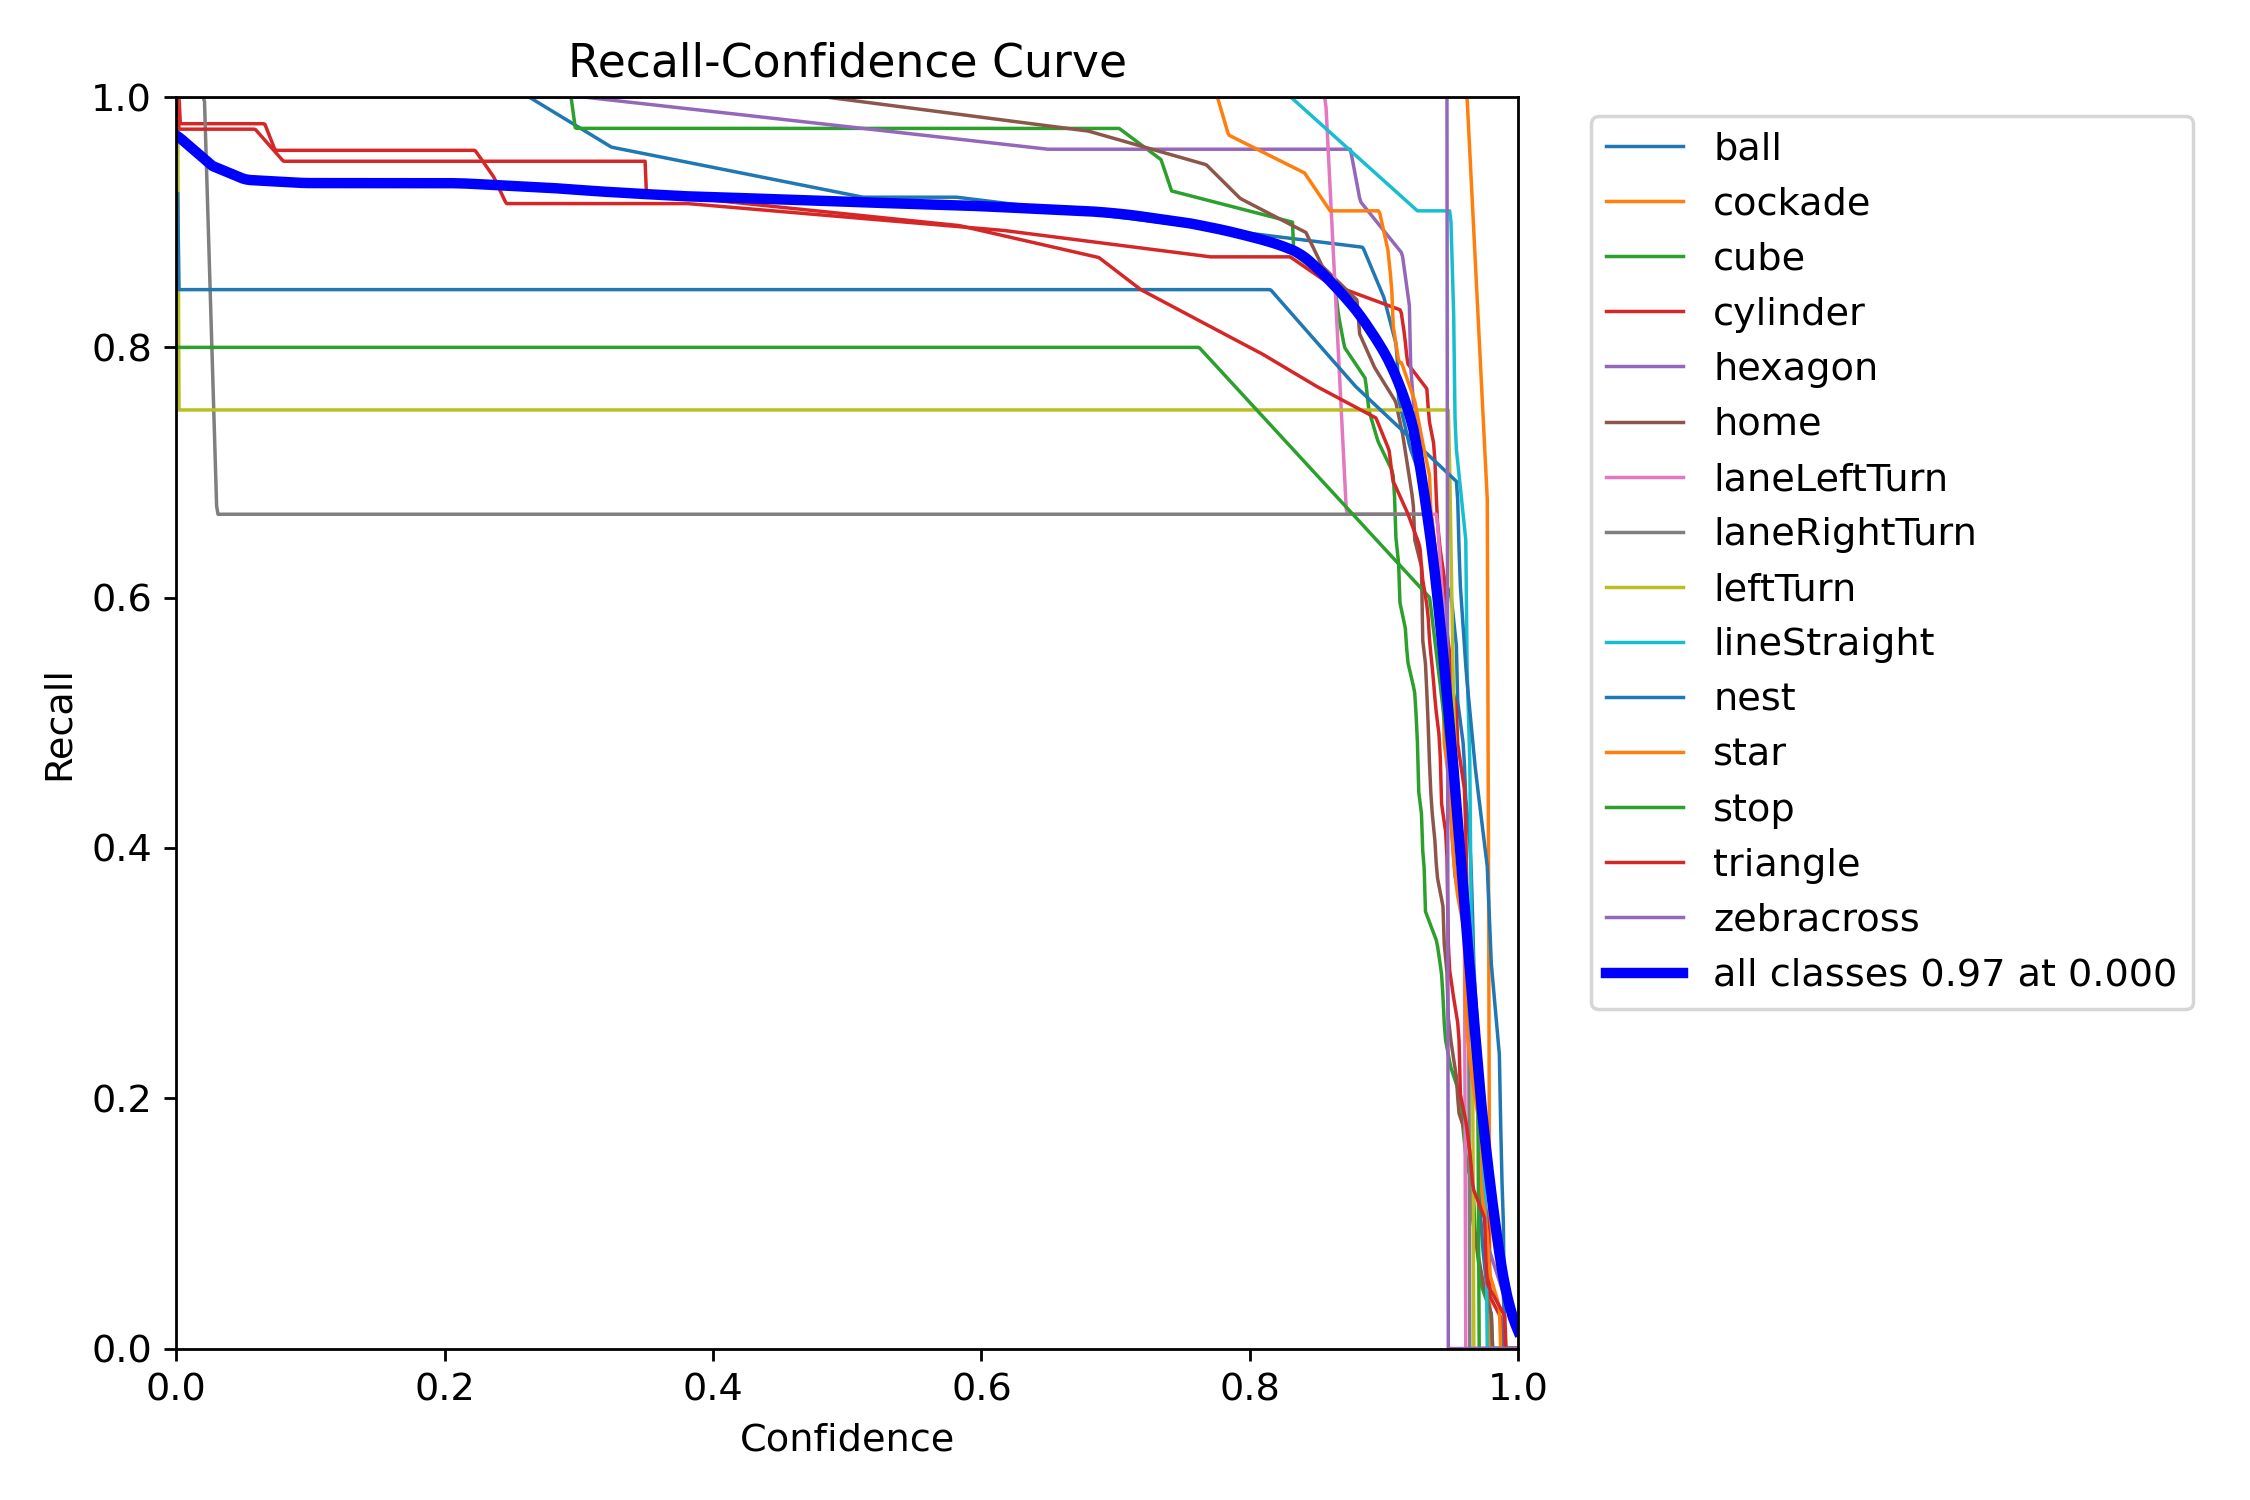 Recall-Confidence Curve
1.0
0.8
0.6
0.4
0.2
0.0
Recall
0.0 0.2 0.4 0.6 0.8 1.0
Confidence
ball
cockade
cube
cylinder
hexagon
home
laneLeftTurn
laneRightTurn
leftTurn
lineStraight
nest
star
stop
triangle
zebracross
all classes 0.97 at 0.000